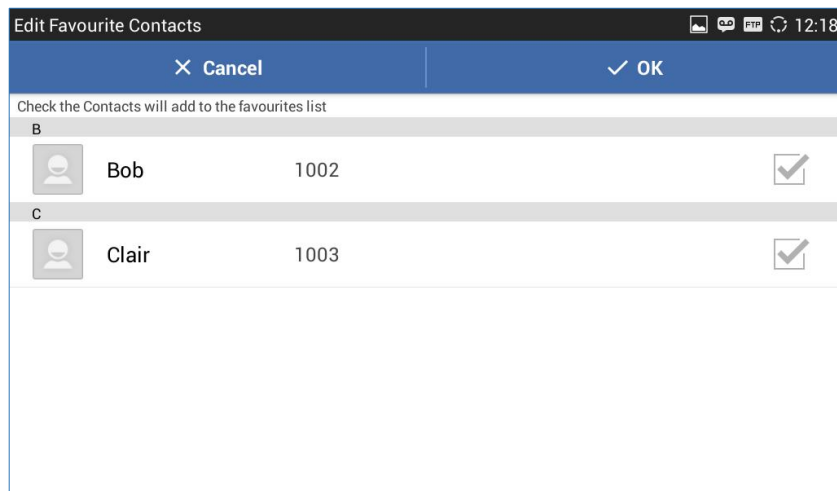 Edit Favourite Contacts FTP 12:18
Cancel OK
Check the Contacts will add to the favourites list
B
Bob 1002
C
Clair 1003